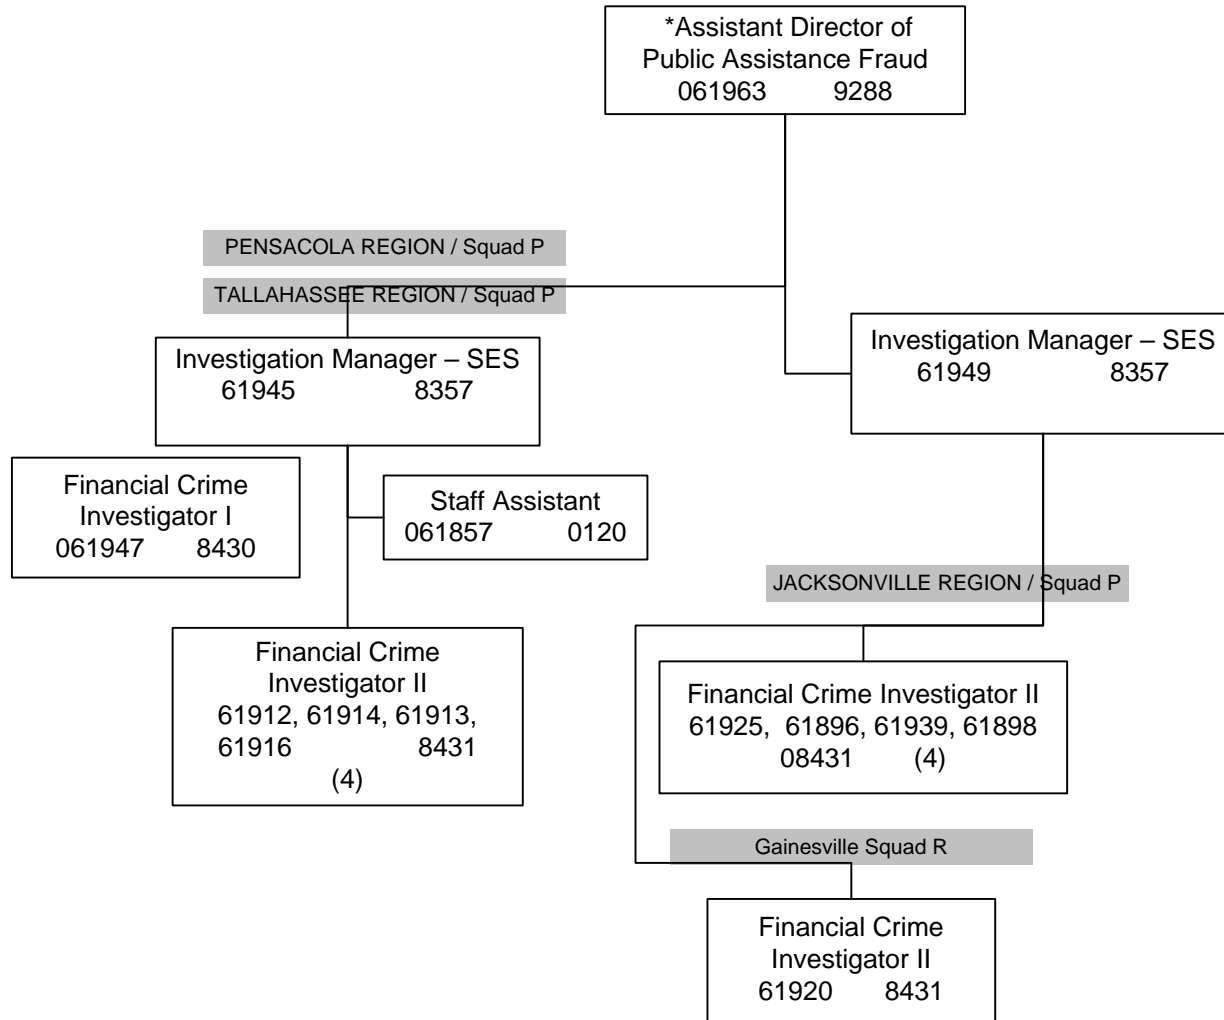 *Assistant Director of
Public Assistance Fraud
061963 9288
PENSACOLA REGION / Squad P
TALLAHASSEE REGION / Squad P
Investigation Manager – SES
61945 8357
Investigation Manager – SES
61949 8357
Financial Crime
Investigator I
061947 8430
Staff Assistant
061857 0120
JACKSONVILLE REGION / Squad P
Financial Crime
Investigator II
61912, 61914, 61913,
61916 8431
(4)
Financial Crime Investigator II
61925, 61896, 61939, 61898
08431 (4)
Gainesville Squad R
Financial Crime
Investigator II
61920 8431